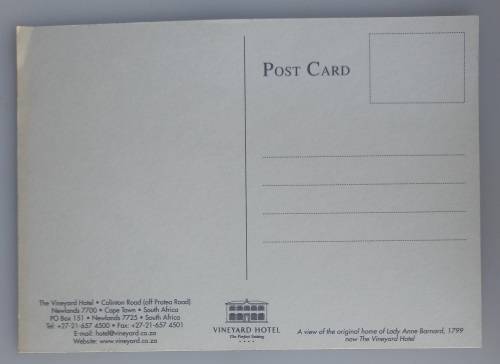 POST CARD
The Vineyard Hotel • Colinton Road (off Protea Road)
Newlands 7700 • Cape Town • South Africa
PO Box 151 • Newlands 7725 • South Africa
Tel: +27-21-657 4500 • Fax: +27-21-657 4501
E-mail: hotel@vineyard.co.za
Website: www.vineyard.co.za
VINEYARD HOTEL
The Perfect Setting
A view of the original home of Lady Anne Barnard, 1799
now The Vineyard Hotel